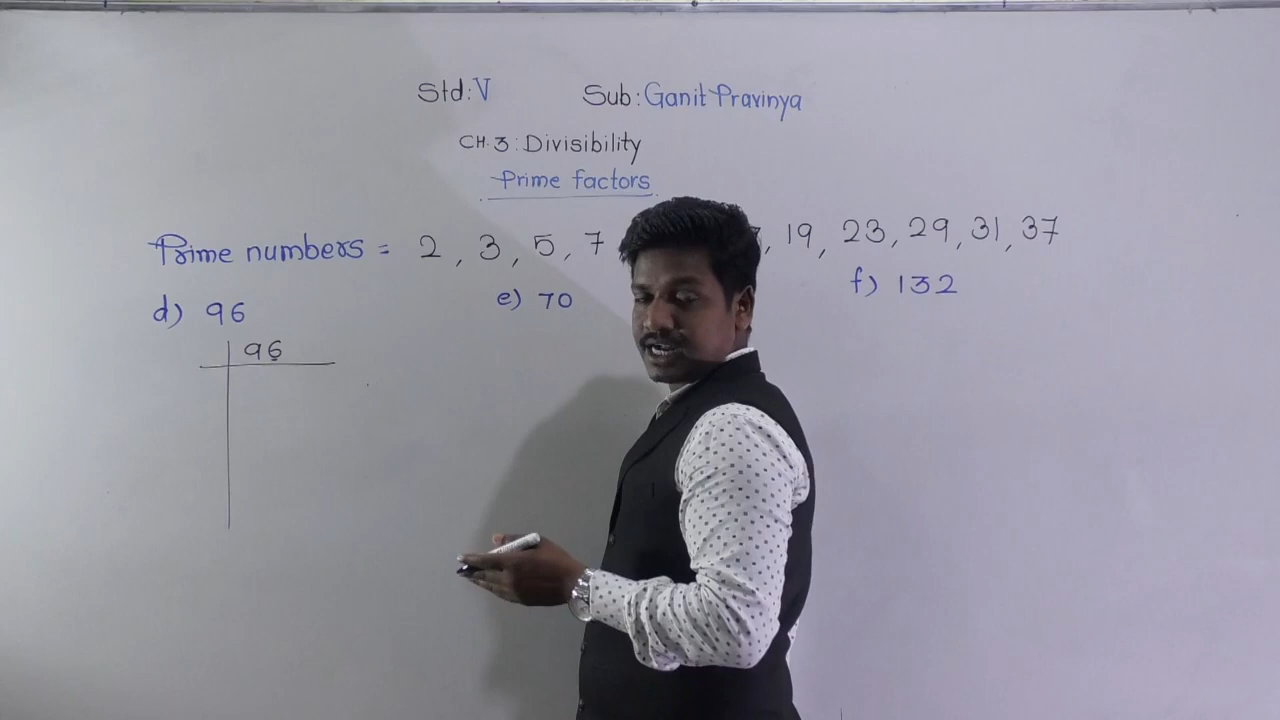 Std: V Sub: Ganit Pravinya
CH. 3: Divisibility
Prime factors
Prime numbers = 2, 3, 5, 7 , 19, 23, 29, 31, 37
d) 96 e) 70 f) 132
96